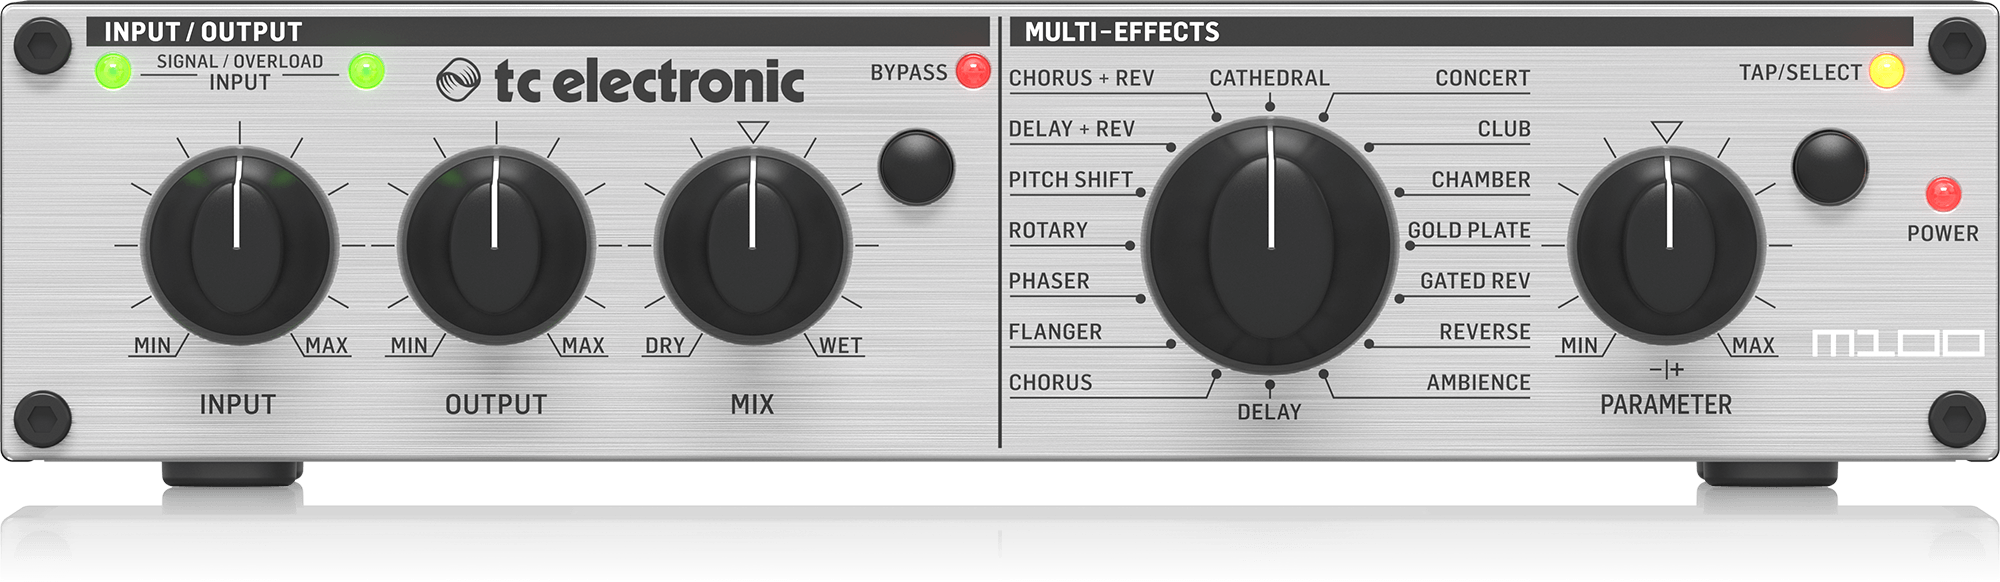 INPUT / OUTPUT
SIGNAL / OVERLOAD
INPUT
tc electronic
BYPASS
MIN
MAX
INPUT
MIN
MAX
OUTPUT
DRY
WET
MIX
MULTI-EFFECTS
CHORUS + REV
CATHEDRAL
CONCERT
DELAY + REV
CLUB
PITCH SHIFT
CHAMBER
ROTARY
GOLD PLATE
PHASER
GATED REV
FLANGER
REVERSE
CHORUS
AMBIENCE
DELAY
TAP/SELECT
POWER
MIN
MAX
-|+
PARAMETER
M100